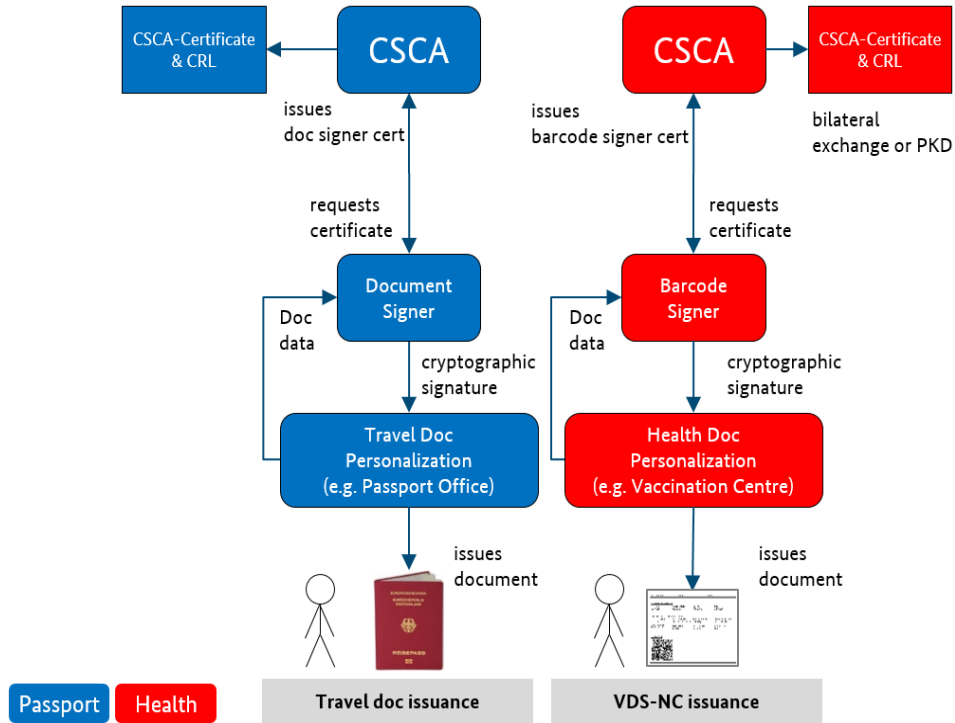 CSCA-Certificate
& CRL
CSCA
CSCA
CSCA-Certificate
& CRL
issues
doc signer cert
issues
barcode signer cert
bilateral
exchange or PKD
requests
certificate
requests
certificate
Document
Signer
Barcode
Signer
Doc
data
Doc
data
cryptographic
signature
cryptographic
signature
Travel Doc
Personalization
(e.g. Passport Office)
Health Doc
Personalization
(e.g. Vaccination Centre)
issues
document
issues
document
REISEPASS
Passport
Health
Travel doc issuance
VDS-NC issuance